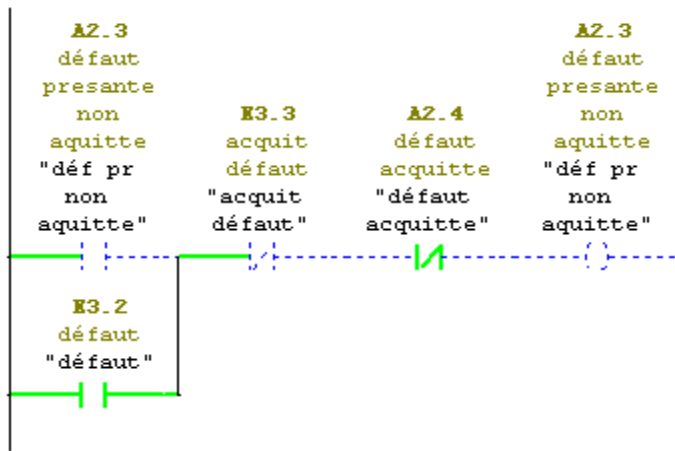 A2.3
défaut
presante
non
aquitte
"déf pr
non
aquitte"
E3.3
acquit
défaut
"acquit
défaut"
A2.4
défaut
acquitte
"défaut
acquitte"
A2.3
défaut
presante
non
aquitte
"déf pr
non
aquitte"
E3.2
défaut
"défaut"